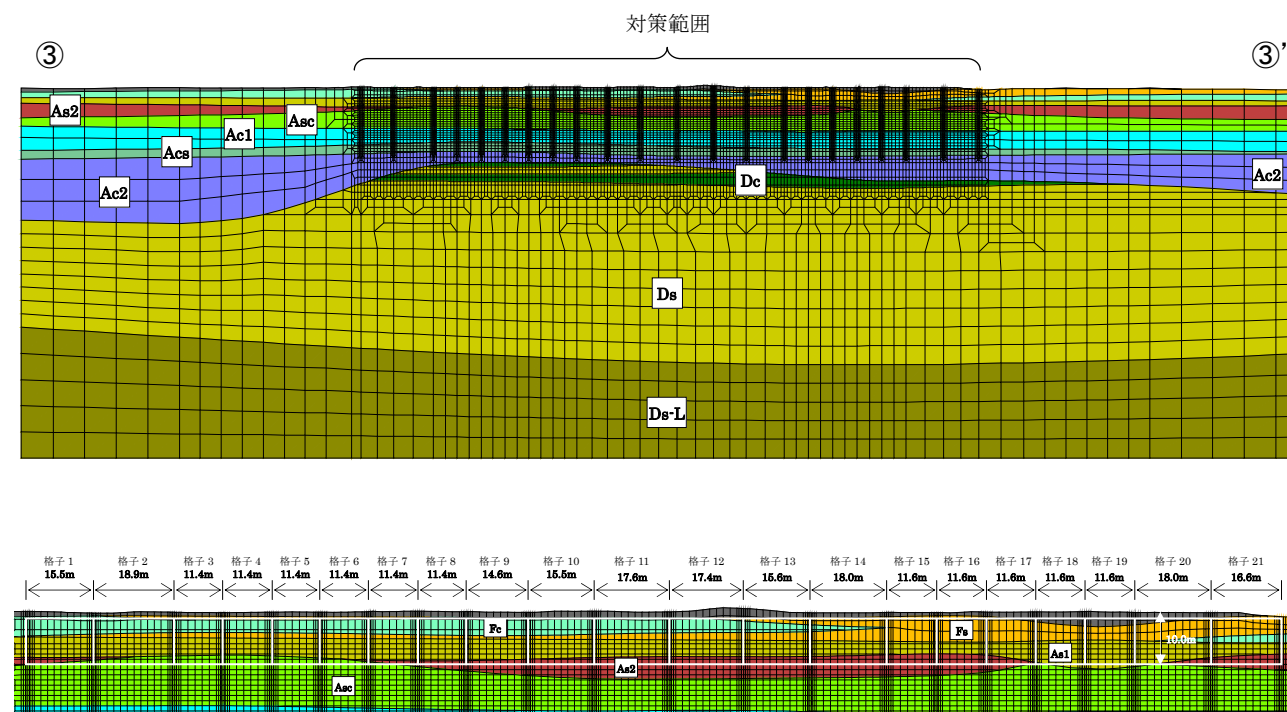 対策範囲
③
③'
As2
Asc
Ac1
Acs
Ac2
Dc
Ac2
Ds
Ds-L
格子 1 格子 2 格子 3 格子 4 格子 5 格子 6 格子 7 格子 8 格子 9 格子 10 格子 11 格子 12 格子 13 格子 14 格子 15 格子 16 格子 17 格子 18 格子 19 格子 20 格子 21
15.5m 18.9m 11.4m 11.4m 11.4m 11.4m 11.4m 11.4m 14.6m 15.5m 17.6m 17.4m 15.6m 18.0m 11.6m 11.6m 11.6m 11.6m 11.6m 18.0m 16.6m
Fc
Fs
10.0m
As1
As2
Asc